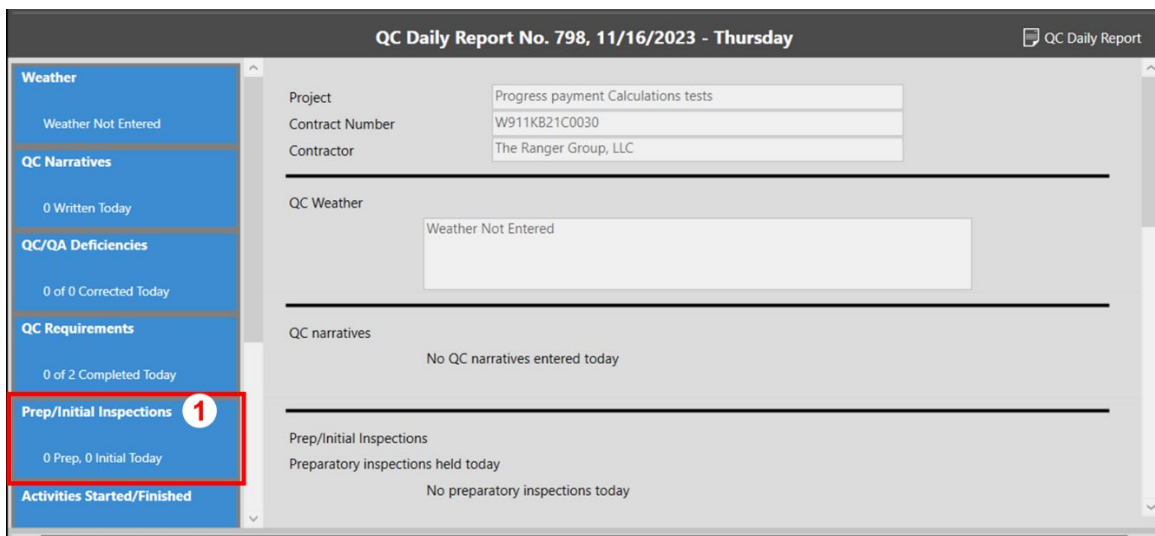 QC Daily Report No. 798, 11/16/2023 - Thursday
QC Daily Report
Weather
Weather Not Entered
QC Narratives
0 Written Today
QC/QA Deficiencies
0 of 0 Corrected Today
QC Requirements
0 of 2 Completed Today
Prep/Initial Inspections 1
0 Prep, 0 Initial Today
Activities Started/Finished
Project Progress payment Calculations tests
Contract Number W911KB21C0030
Contractor The Ranger Group, LLC
QC Weather
Weather Not Entered
QC narratives
No QC narratives entered today
Prep/Initial Inspections
Preparatory inspections held today
No preparatory inspections today